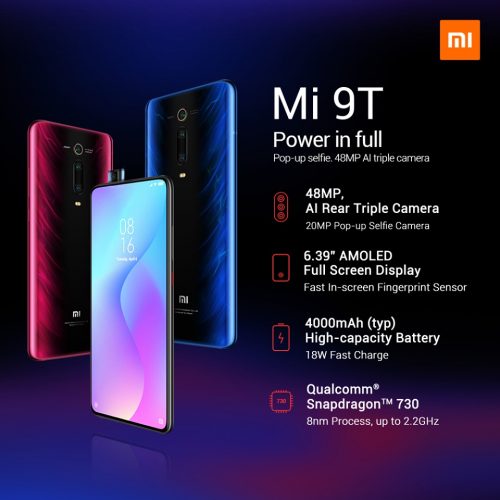 mi
Mi 9T
Power in full
Pop-up selfie. 48MP AI triple camera
48MP,
AI Rear Triple Camera
20MP Pop-up Selfie Camera
6.39" AMOLED
Full Screen Display
Fast In-screen Fingerprint Sensor
4000mAh (typ)
High-capacity Battery
18W Fast Charge
730
Qualcomm®
Snapdragon™ 730
8nm Process, up to 2.2GHz
08
16
mi
mi